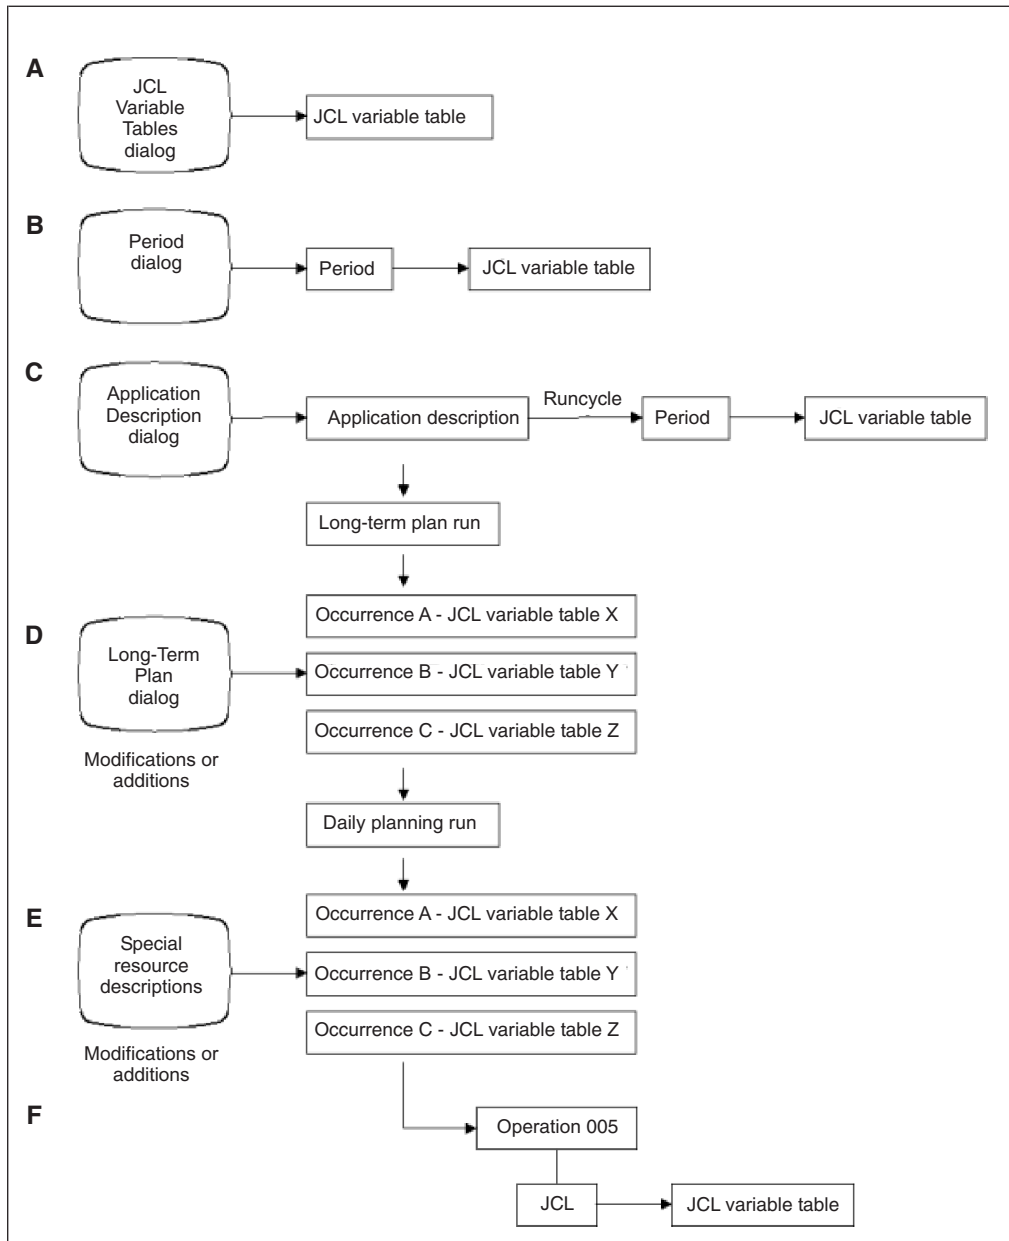 A
JCL
Variable
Tables
dialog
JCL variable table
B
Period
dialog
Period
JCL variable table
C
Application
Description
dialog
Application description
Runcycle
Period
JCL variable table
Long-term plan run
Occurrence A - JCL variable table X
D
Long-Term
Plan
dialog
Occurrence B - JCL variable table Y
Occurrence C - JCL variable table Z
Modifications or
additions
Daily planning run
Occurrence A - JCL variable table X
E
Special
resource
descriptions
Occurrence B - JCL variable table Y
Occurrence C - JCL variable table Z
Modifications or
additions
F
Operation 005
JCL
JCL variable table